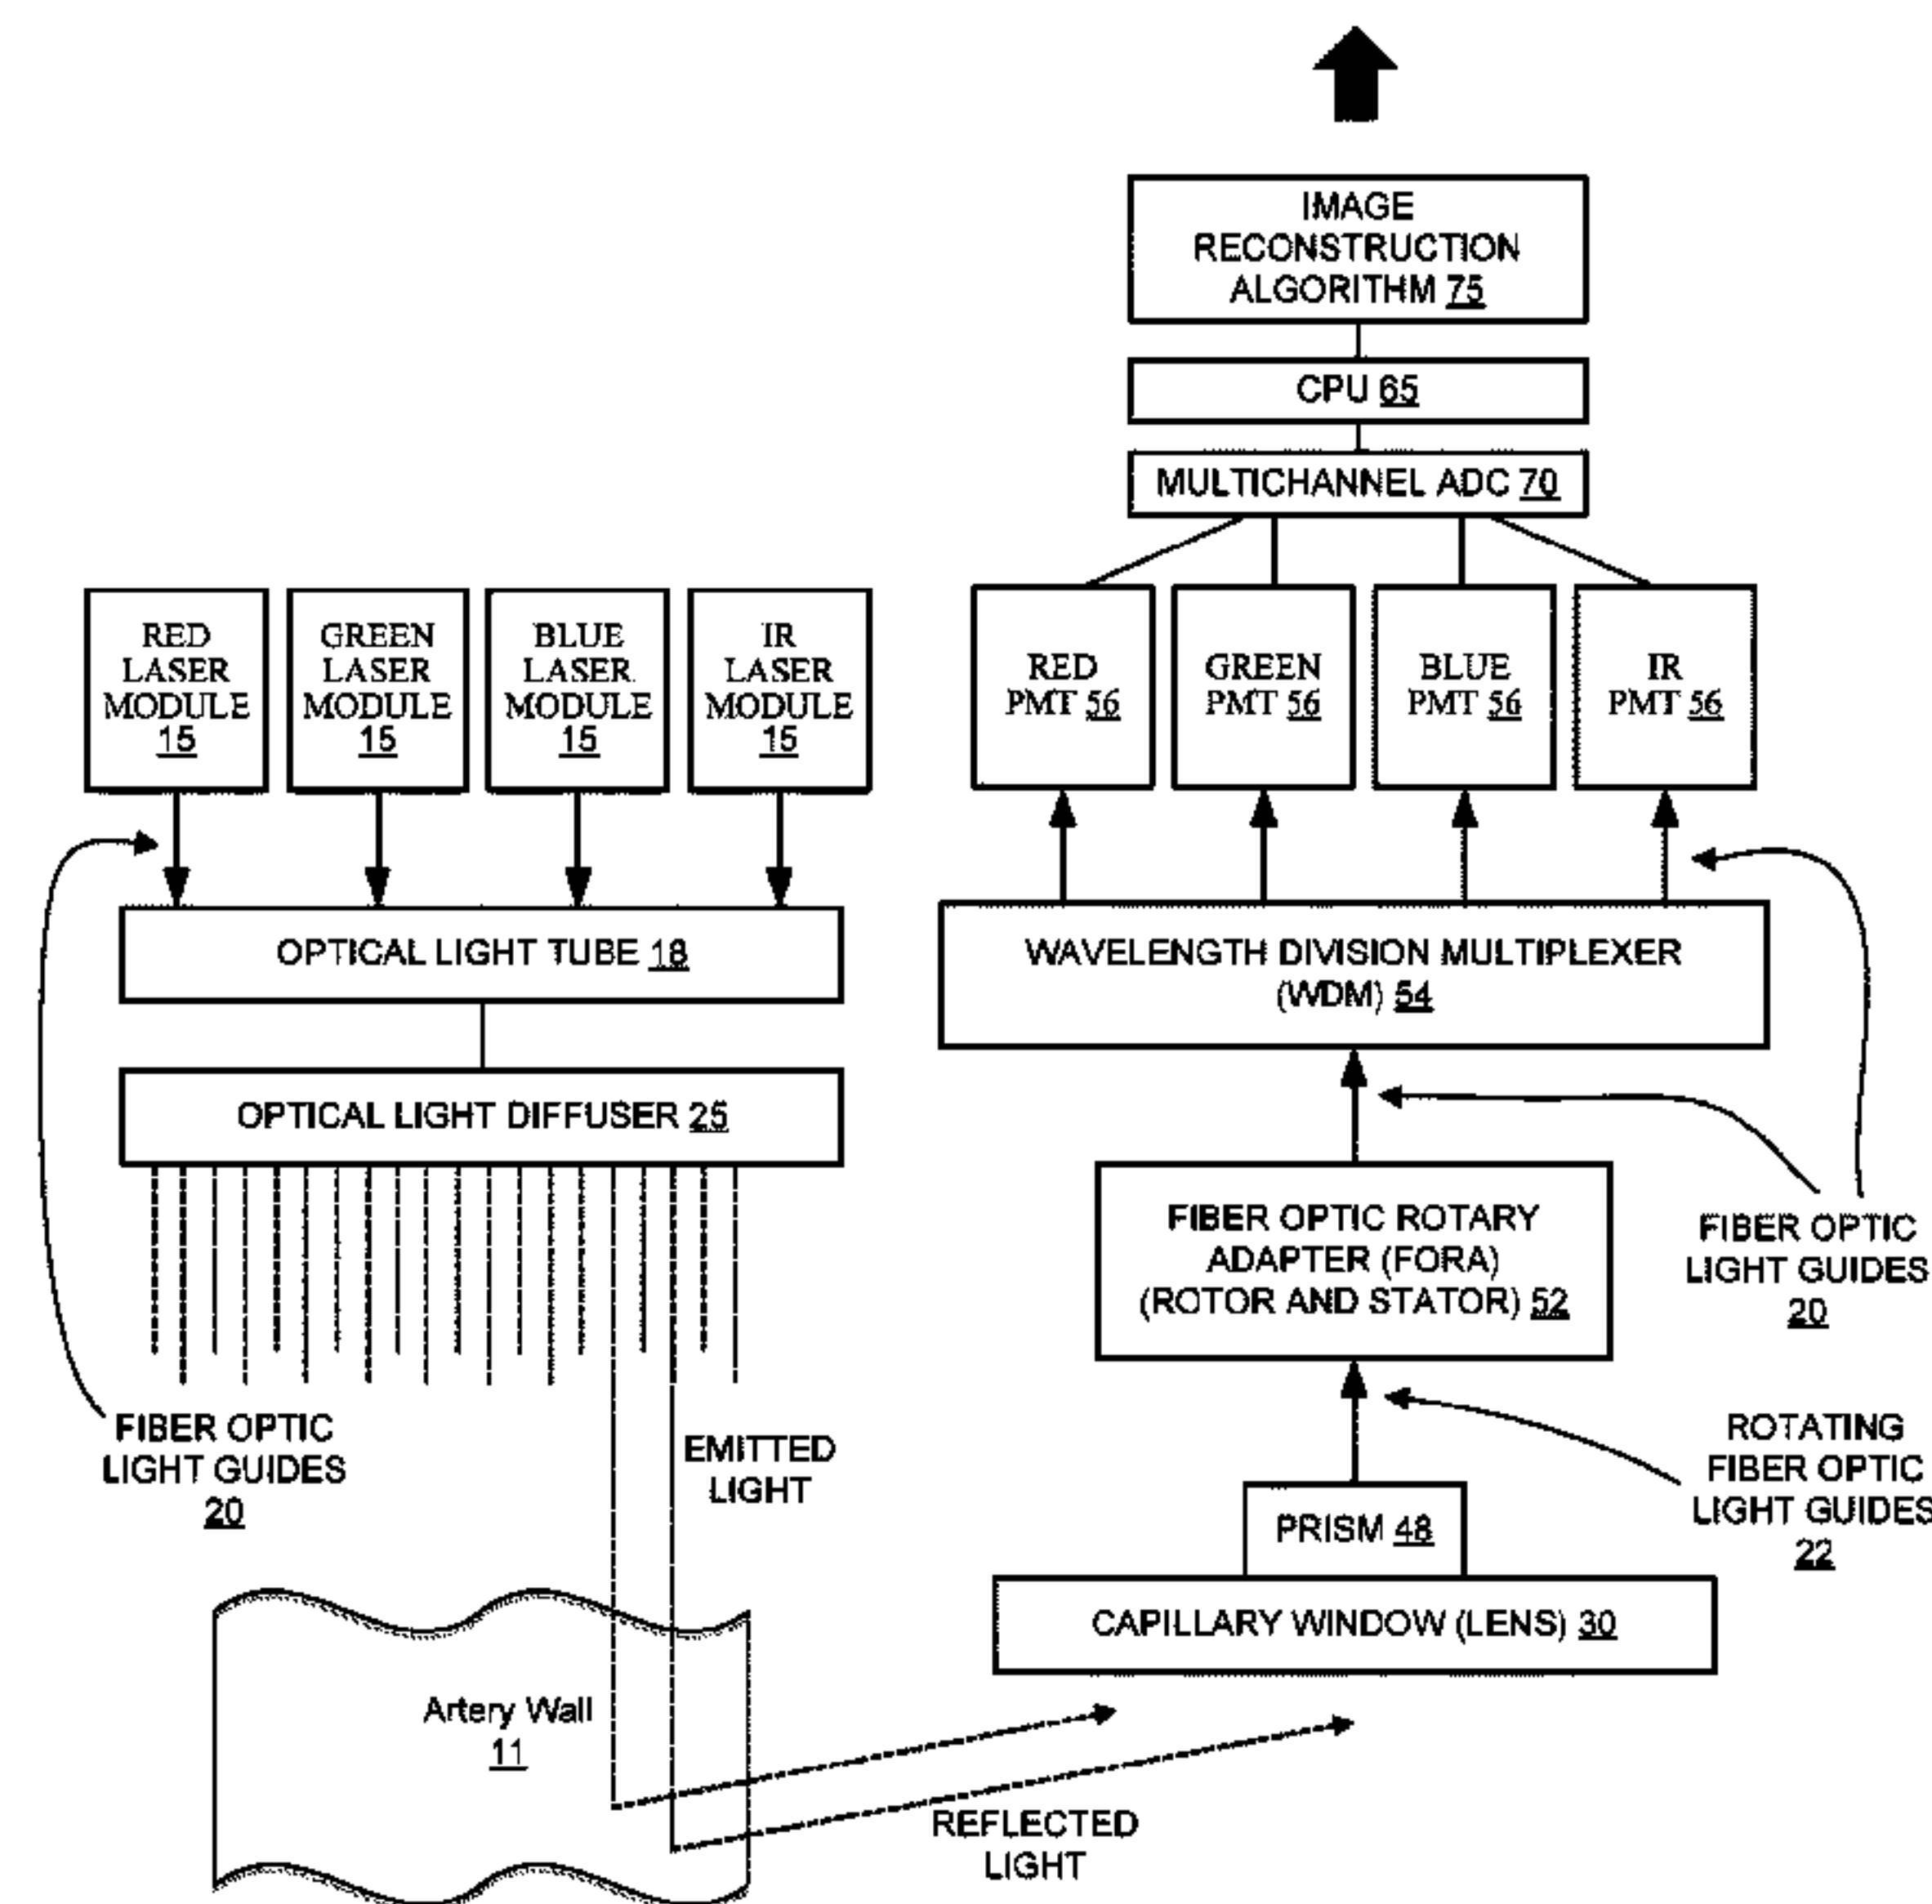 IMAGE
RECONSTRUCTION
ALGORITHM 75
CPU 65
MULTICHANNEL ADC 70
RED
LASER
MODULE
15
GREEN
LASER
MODULE
15
BLUE
LASER
MODULE
15
IR
LASER
MODULE
15
RED
PMT 56
GREEN
PMT 56
BLUE
PMT 56
IR
PMT 56
OPTICAL LIGHT TUBE 18
WAVELENGTH DIVISION MULTIPLEXER
(WDM) 54
OPTICAL LIGHT DIFFUSER 25
FIBER OPTIC ROTARY
ADAPTER (FORA)
(ROTOR AND STATOR) 52
FIBER OPTIC
LIGHT GUIDES
20
FIBER OPTIC
LIGHT GUIDES
20
EMITTED
LIGHT
ROTATING
FIBER OPTIC
LIGHT GUIDES
22
PRISM 48
CAPILLARY WINDOW (LENS) 30
Artery Wall
11
REFLECTED
LIGHT